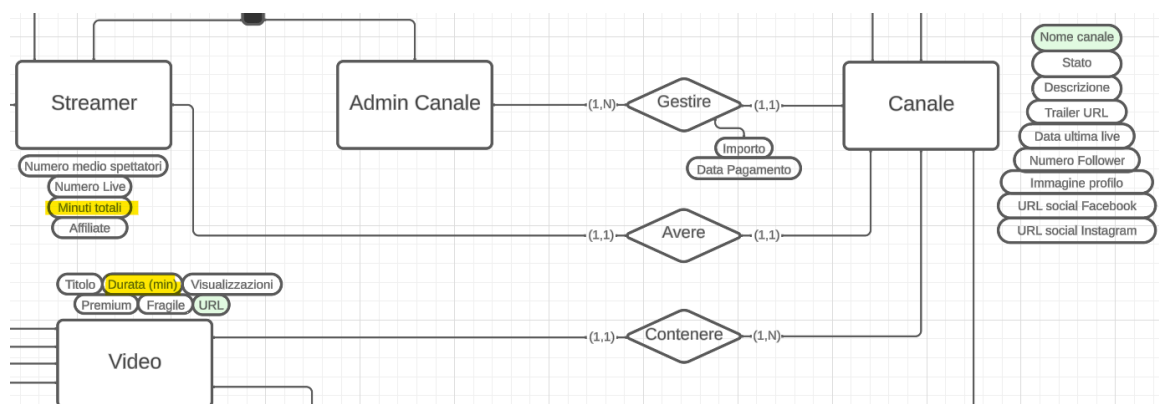 Streamer
Admin Canale
(1,N)
Gestire
(1,1)
Canale
Nome canale
Stato
Descrizione
Trailer URL
Data ultima live
Numero Follower
Immagine profilo
URL social Facebook
URL social Instagram
Importo
Data Pagamento
Numero medio spettatori
Numero Live
Minuti totali
Affiliate
(1,1)
Avere
(1,1)
Titolo
Durata (min)
Visualizzazioni
Premium
Fragile
URL
Video
(1,1)
Contenere
(1,N)